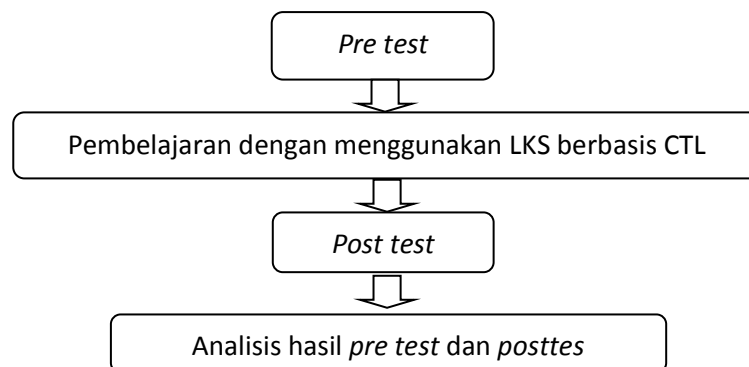 Pre test
Pembelajaran dengan menggunakan LKS berbasis CTL
Post test
Analisis hasil pre test dan posttes